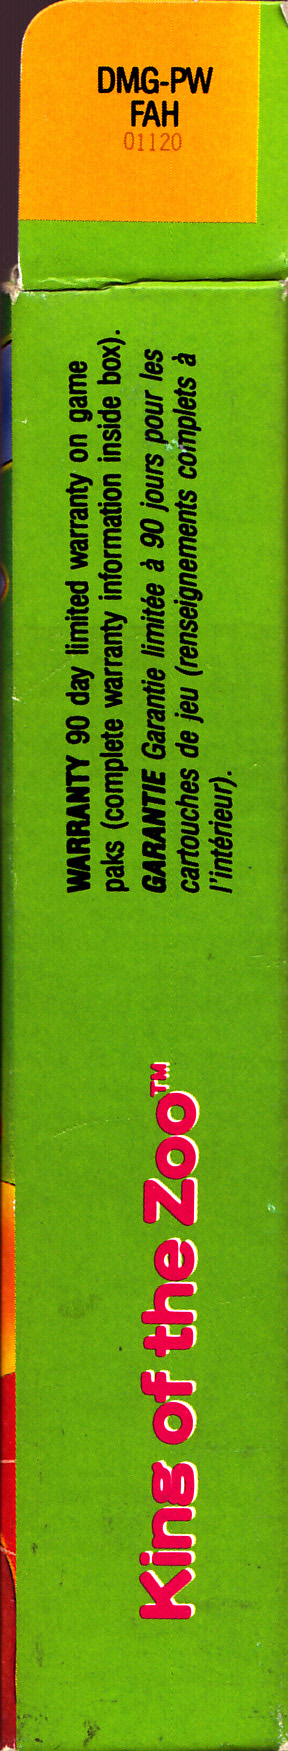 DMG-PW
FAH
01120
WARRANTY 90 day limited warranty on game
paks (complete warranty information inside box).
GARANTIE Garantie limitée à 90 jours pour les
cartouches de jeu (renseignements complets à
l'intérieur).
King of the Zoo™